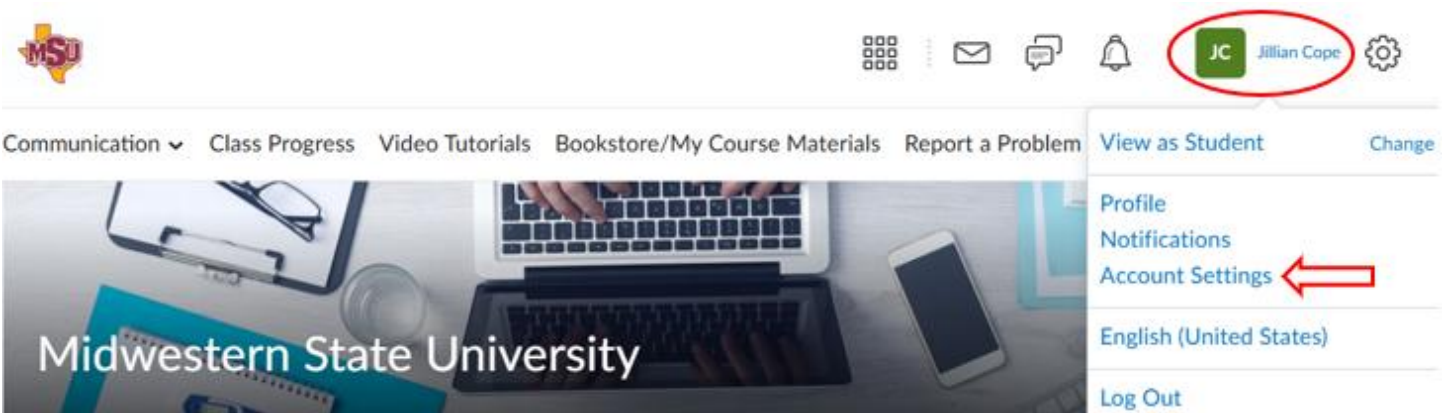 MSU
JC Jillian Cope
Communication Class Progress Video Tutorials Bookstore/My Course Materials Report a Problem
View as Student Change
Profile
Notifications
Account Settings
English (United States)
Log Out
Midwestern State University